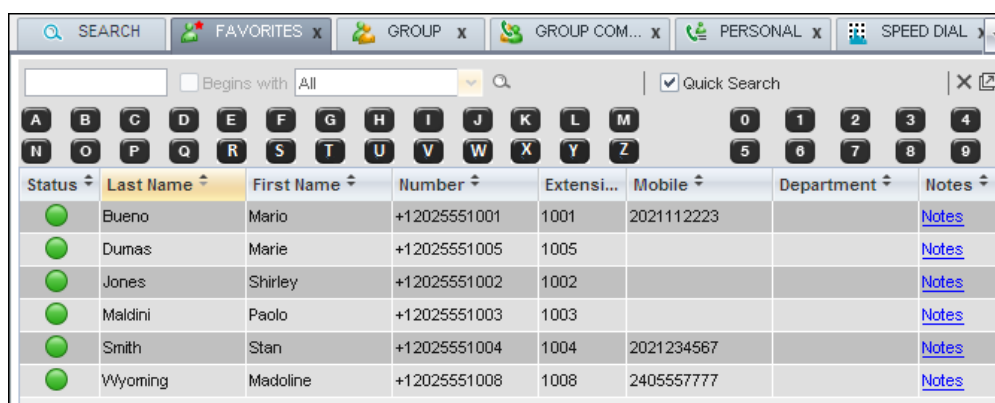 SEARCH FAVORITES x GROUP x GROUP COM... x PERSONAL x SPEED DIAL
Begins with All Quick Search
A B C D E F G H I J K L M 0 1 2 3 4
N O P Q R S T U V W X Y Z 5 6 7 8 9
Status Last Name First Name Number Extensi... Mobile Department Notes
Bueno Mario +12025551001 1001 2021112223 Notes
Dumas Marie +12025551005 1005 Notes
Jones Shirley +12025551002 1002 Notes
Maldini Paolo +12025551003 1003 Notes
Smith Stan +12025551004 1004 2021234567 Notes
Wyoming Madoline +12025551008 1008 2405557777 Notes